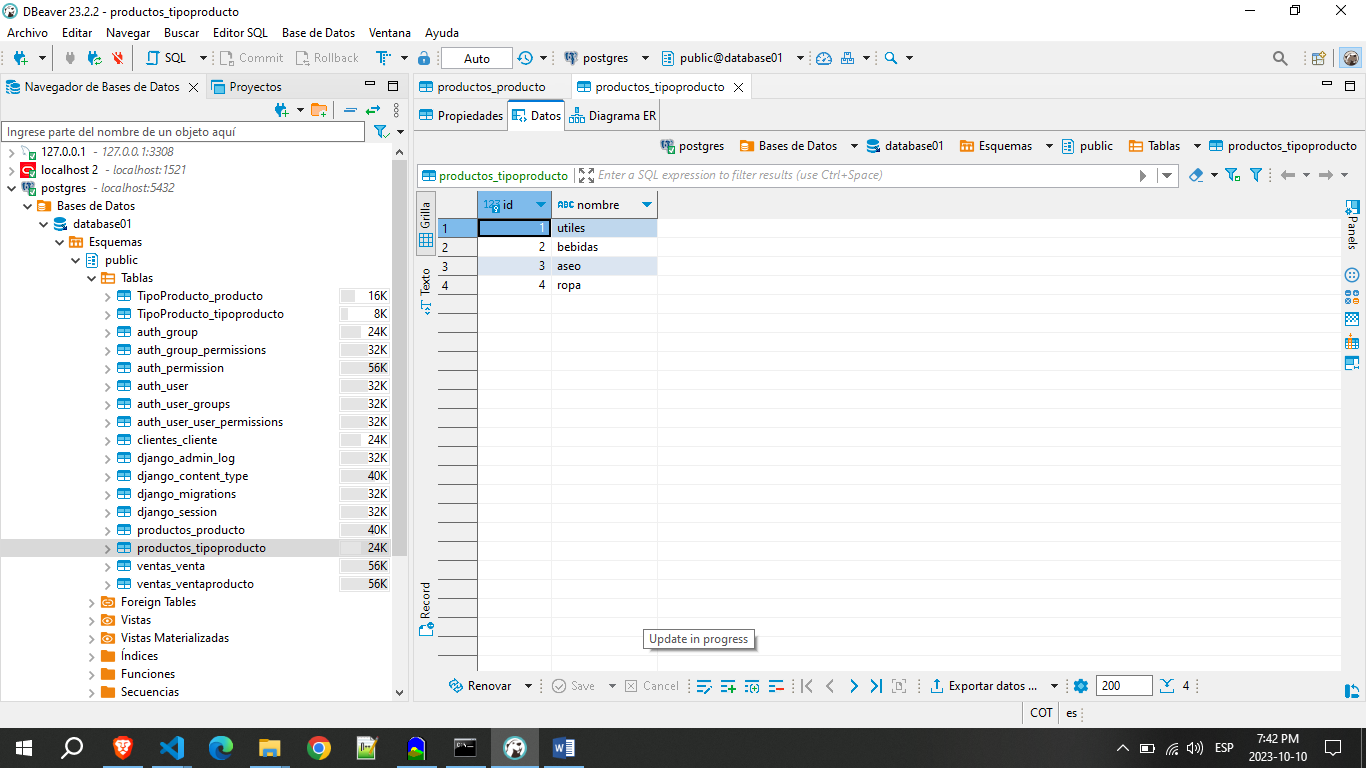 DBeaver 23.2.2 - productos_tipoproducto
Archivo Editar Navegar Buscar Editor SQL Base de Datos Ventana Ayuda
SQL Commit Rollback Auto postgres public@database01
Navegador de Bases de Datos Proyectos
productos_producto productos_tipoproducto
Propiedades Datos Diagrama ER
Ingrese parte del nombre de un objeto aquí
postgres Bases de Datos database01 Esquemas public Tablas productos_tipoproducto
productos_tipoproducto Enter a SQL expression to filter results (use Ctrl+Space)
127.0.0.1 - 127.0.0.1:3308
localhost 2 - localhost:1521
postgres - localhost:5432
Bases de Datos
database01
Esquemas
public
Tablas
TipoProducto_producto 16K
TipoProducto_tipoproducto 8K
auth_group 24K
auth_group_permissions 32K
auth_permission 56K
auth_user 32K
auth_user_groups 32K
auth_user_user_permissions 32K
clientes_cliente 24K
django_admin_log 32K
django_content_type 40K
django_migrations 32K
django_session 32K
productos_producto 40K
productos_tipoproducto 24K
ventas_venta 56K
ventas_ventaproducto 56K
Foreign Tables
Vistas
Vistas Materializadas
Índices
Funciones
Secuencias
Grilla
Texto
Record
123 id ABC nombre
1 1 utiles
2 2 bebidas
3 3 aseo
4 4 ropa
Panels
Update in progress
Renovar Save Cancel Exportar datos ... 200 4
COT es
ESP
7:42 PM
2023-10-10